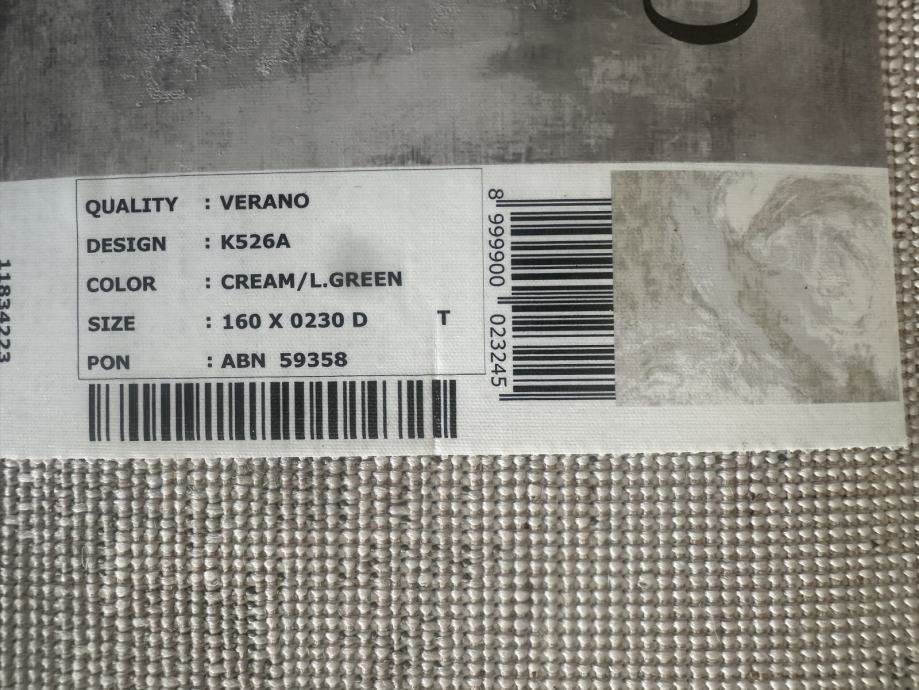 QUALITY : VERANO
DESIGN : K526A
COLOR : CREAM/L.GREEN
SIZE : 160 X 0230 D T
PON : ABN 59358
8 999900 023245
11834223